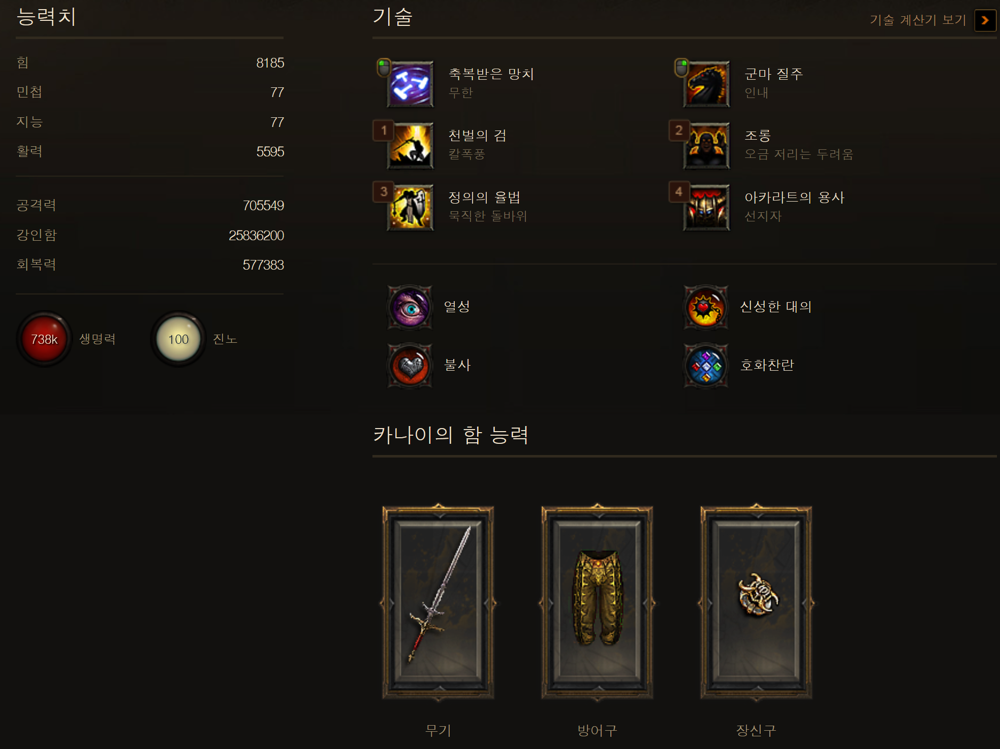 능력치
힘 8185
민첩 77
지능 77
활력 5595
공격력 705549
강인함 25836200
회복력 577383
738k 생명력
100 진노
기술
기술 계산기 보기
축복받은 망치
무한
군마 질주
인내
1
천벌의 검
칼폭풍
2
조롱
오금 저리는 두려움
3
정의의 율법
묵직한 돌바위
4
아카라트의 용사
선지자
열성
신성한 대의
불사
호화찬란
카나이의 함 능력
무기
방어구
장신구